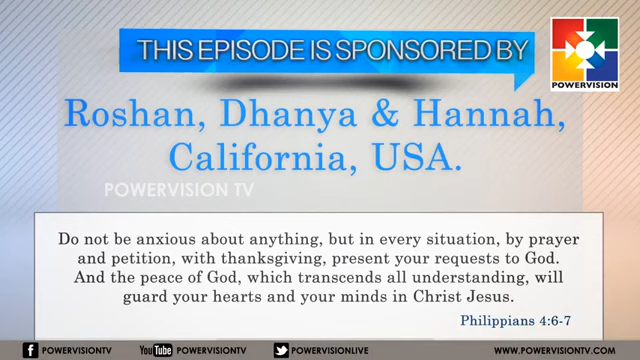 THIS EPISODE IS SPONSORED BY
POWERVISION
Roshan, Dhanya & Hannah,
California, USA.
POWERVISION TV
Do not be anxious about anything, but in every situation, by prayer
and petition, with thanksgiving, present your requests to God.
And the peace of God, which transcends all understanding, will
guard your hearts and your minds in Christ Jesus.
Philippians 4:6-7
f POWERVISIONTV YouTube POWERVISIONTV POWERVISIONLIVE WWW.POWERVISIONTV.COM